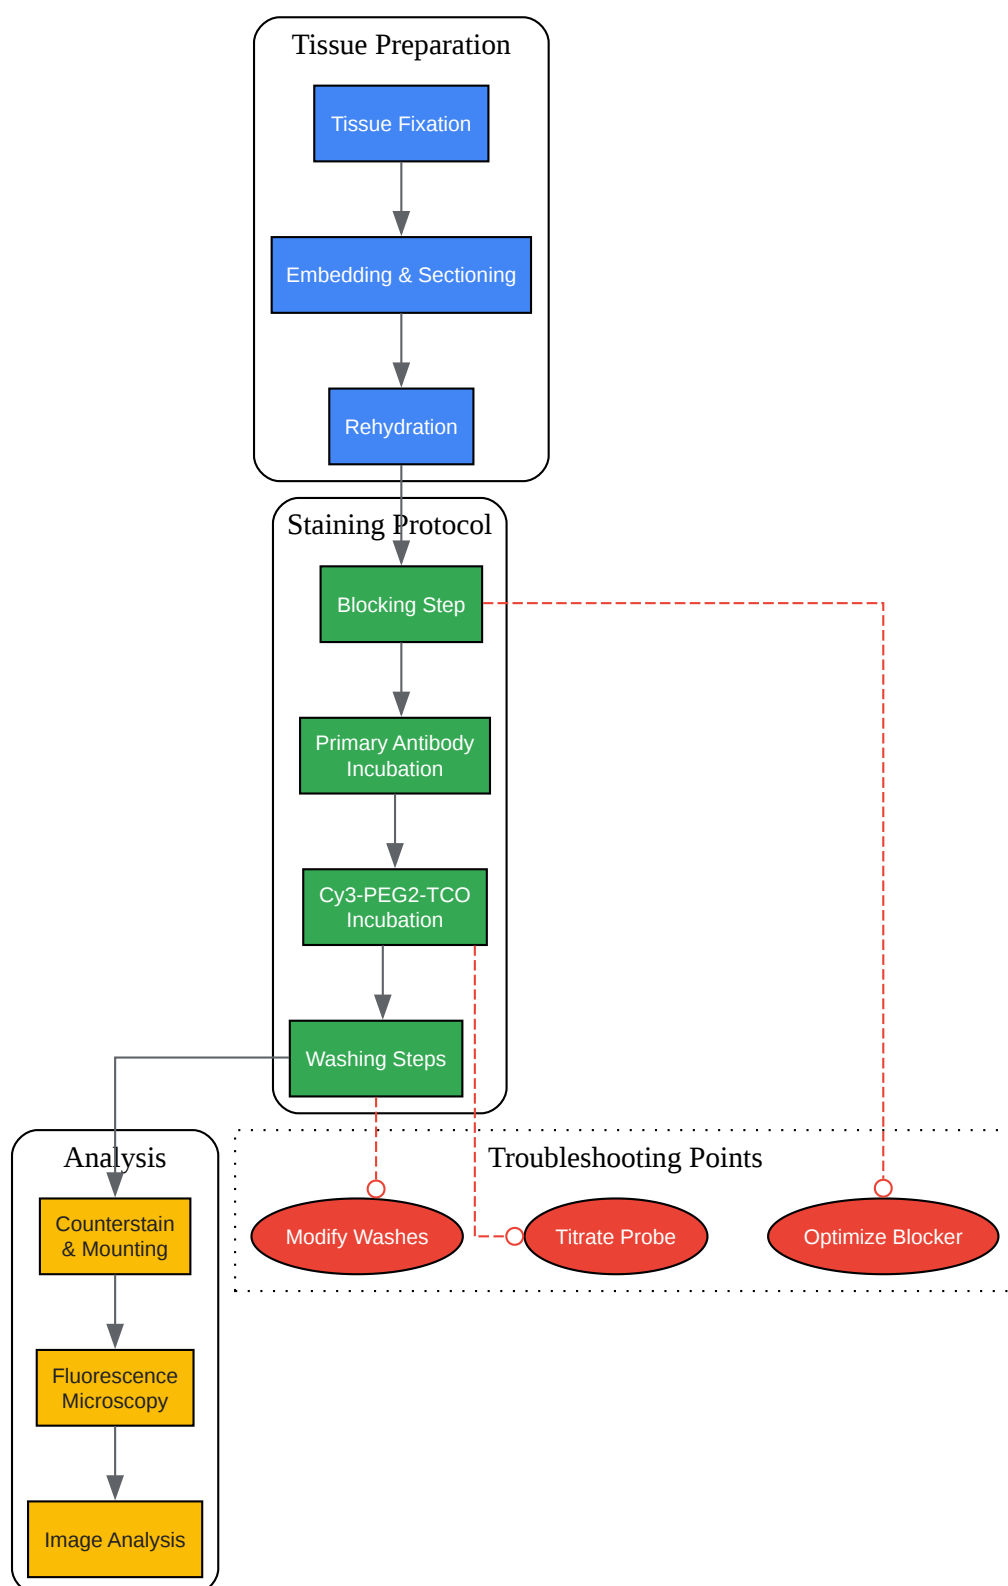 Tissue Preparation
Tissue Fixation
Embedding & Sectioning
Rehydration
Staining Protocol
Blocking Step
Primary Antibody
Incubation
Cy3-PEG2-TCO
Incubation
Washing Steps
Analysis
Troubleshooting Points
Counterstain
& Mounting
Modify Washes
Titrate Probe
Optimize Blocker
Fluorescence
Microscopy
Image Analysis